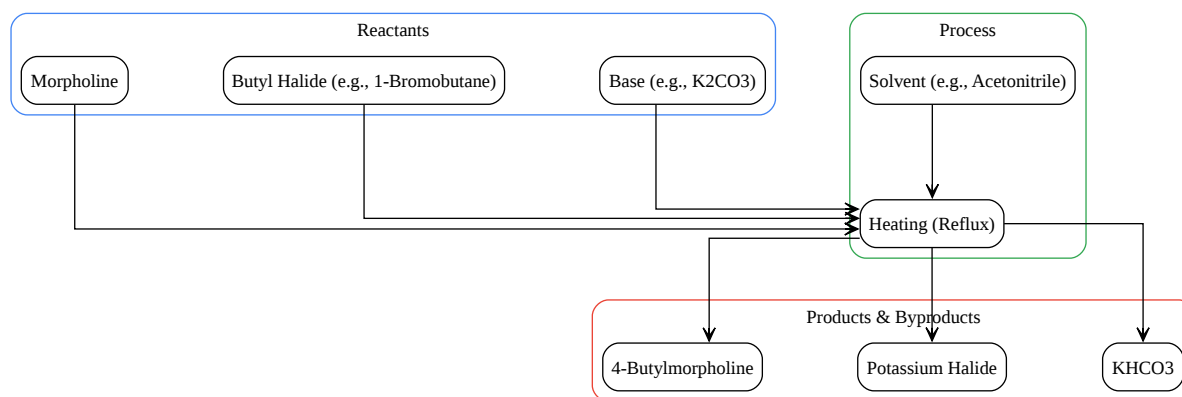 Reactants
Process
Morpholine
Butyl Halide (e.g., 1-Bromobutane)
Base (e.g., K2CO3)
Solvent (e.g., Acetonitrile)
Heating (Reflux)
Products & Byproducts
4-Butylmorpholine
Potassium Halide
KHCO3